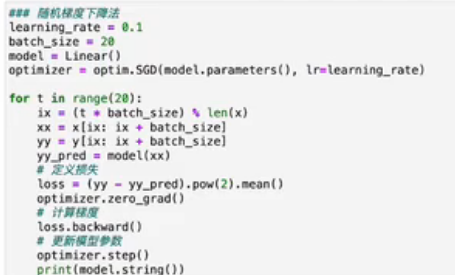 ### 随机梯度下降法
learning_rate = 0.1
batch_size = 20
model = Linear()
optimizer = optim.SGD(model.parameters(), lr=learning_rate)
for t in range(20):
    ix = (t * batch_size) % len(x)
    xx = x[ix: ix + batch_size]
    yy = y[ix: ix + batch_size]
    yy_pred = model(xx)
    # 定义损失
    loss = (yy - yy_pred).pow(2).mean()
    optimizer.zero_grad()
    # 计算梯度
    loss.backward()
    # 更新模型参数
    optimizer.step()
    print(model.string())